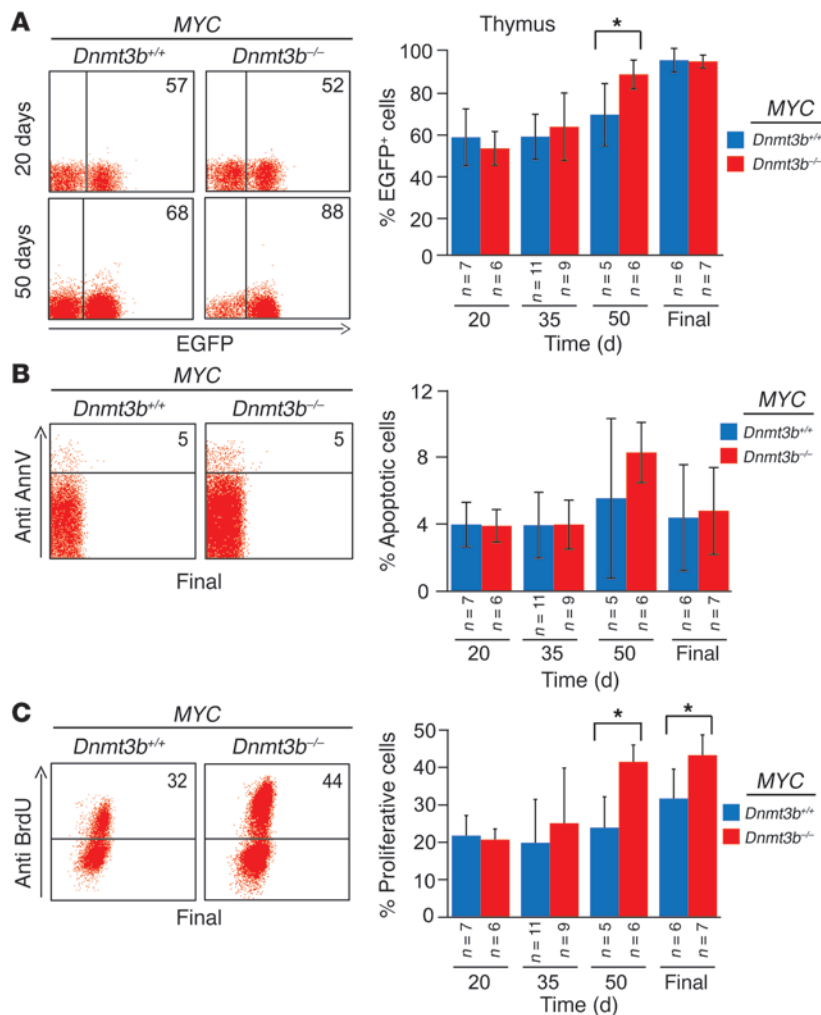 A
MYC
Dnmt3b+/+ Dnmt3b–/–
20 days
57
52
50 days
68
88
EGFP
Thymus
*
% EGFP+ cells
100
80
60
40
20
0
MYC
Dnmt3b+/+
Dnmt3b–/–
n = 7 n = 6 n = 11 n = 9 n = 5 n = 6 n = 6 n = 7
20 35 50 Final
Time (d)
B
MYC
Dnmt3b+/+ Dnmt3b–/–
Anti AnnV
5
5
Final
% Apoptotic cells
12
8
4
0
MYC
Dnmt3b+/+
Dnmt3b–/–
n = 7 n = 6 n = 11 n = 9 n = 5 n = 6 n = 6 n = 7
20 35 50 Final
Time (d)
C
MYC
Dnmt3b+/+ Dnmt3b–/–
Anti BrdU
32
44
Final
% Proliferative cells
50
40
30
20
10
0
* *
MYC
Dnmt3b+/+
Dnmt3b–/–
n = 7 n = 6 n = 11 n = 9 n = 5 n = 6 n = 6 n = 7
20 35 50 Final
Time (d)